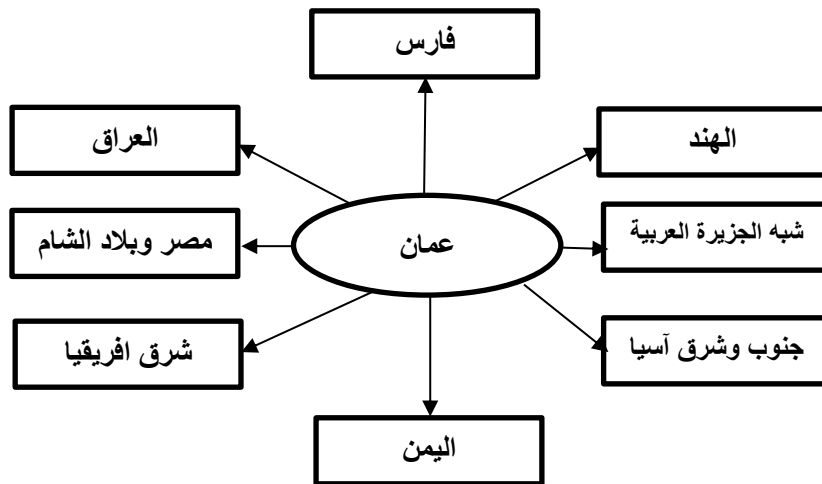 فارس
الهند
العراق
شبه الجزيرة العربية
عمان
مصر وبلاد الشام
جنوب وشرق آسيا
شرق افريقيا
اليمن